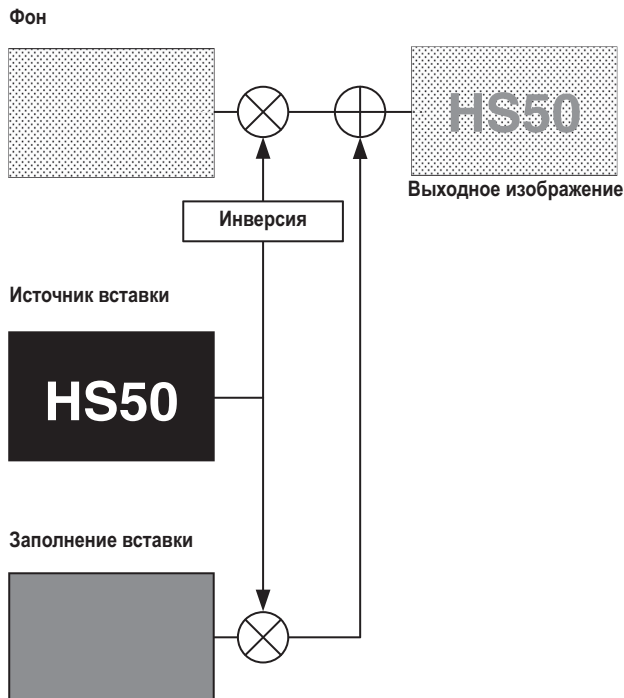 Фон
HS50
Выходное изображение
Инверсия
Источник вставки
HS50
Заполнение вставки